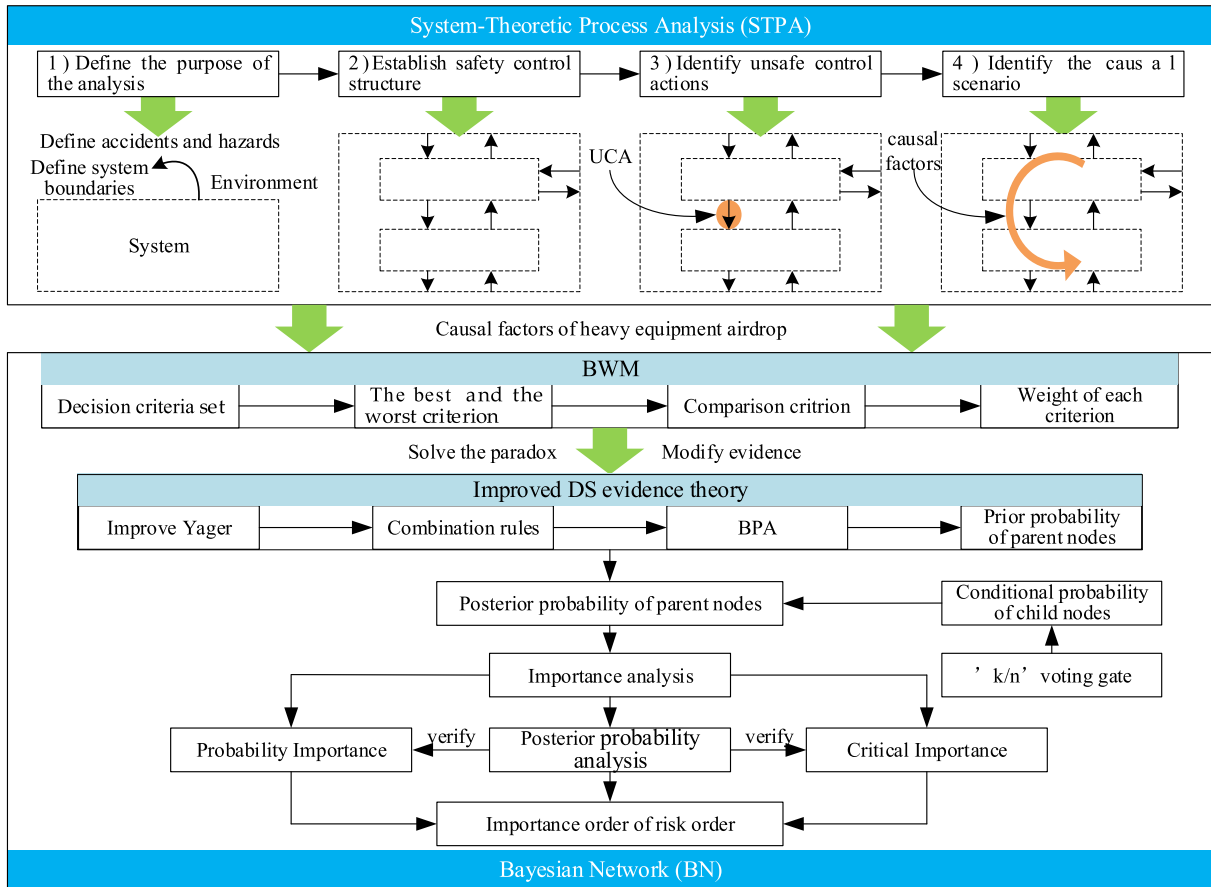 System-Theoretic Process Analysis (STPA)
1) Define the purpose of
the analysis
2)Establish safety control
structure
3)Identify unsafe control
actions
4) Identify the caus a l
scenario
Define accidents and hazards
Define system
boundaries
Environment
System
UCA
causal
factors
Causal factors of heavy equipment airdrop
BWM
Decision criteria set
The best and the
worst criterion
Comparison critrion
Weight of each
criterion
Solve the paradox
Modify evidence
Improved DS evidence theory
Improve Yager
Combination rules
BPA
Prior probability
of parent nodes
Posterior probability of parent nodes
Conditional probability
of child nodes
Importance analysis
’ k/n’ voting gate
Probability Importance
verify
Posterior probability
analysis
verify
Critical Importance
Importance order of risk order
Bayesian Network (BN)